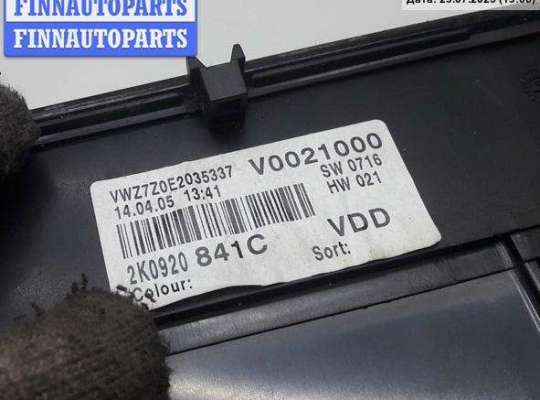 FINNAUTOPARTS
FINNAUTOPARTS
VWZ7Z0E2035337
V0021000
14.04.05 13:41
SW 0716
HW 021
2K0920 841C
VDD
Colour:
Sort: